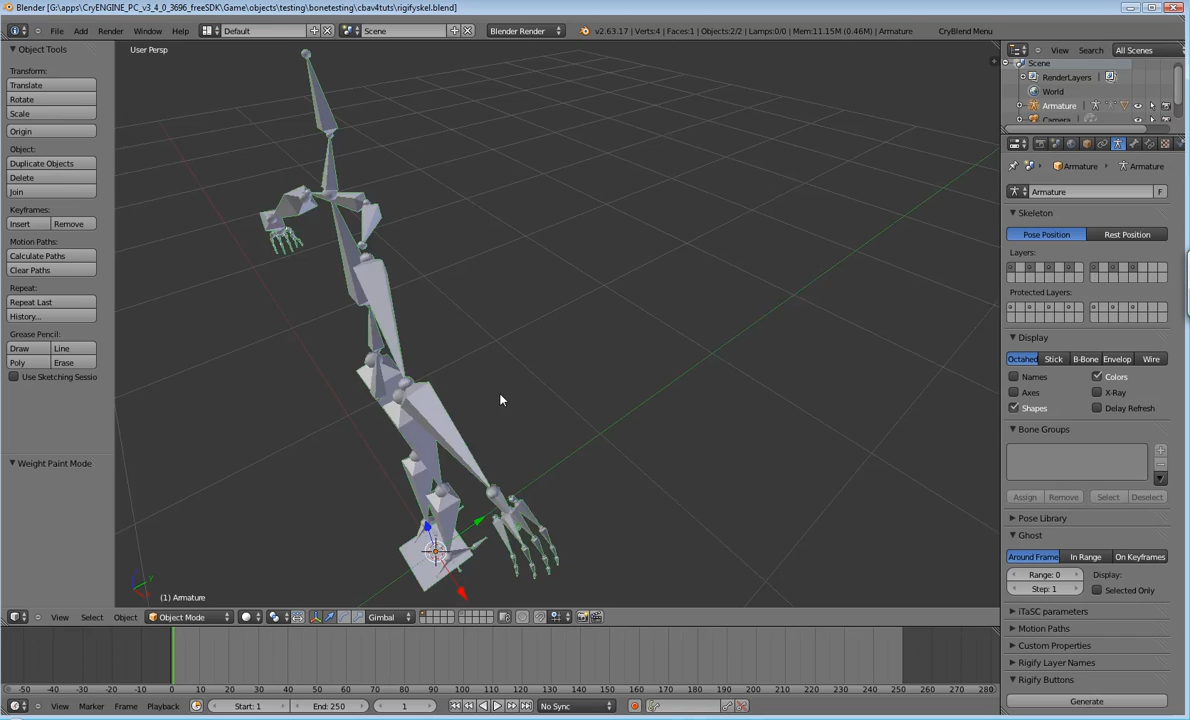 Blender [G:\apps\CryENGINE_PC_v3_4_0_3696_freeSDK\Game\objects\testing\bonetesting\cbav4tuts\rigifyskel.blend]
File Add Render Window Help Default Scene Blender Render v2.63.17 | Verts:4 | Faces:1 | Objects:2/2 | Lamps:0/0 | Mem:11.15M (0.46M) | Armature CryBlend Menu
Object Tools
Transform:
Translate
Rotate
Scale
Origin
Object:
Duplicate Objects
Delete
Join
Keyframes:
Insert Remove
Motion Paths:
Calculate Paths
Clear Paths
Repeat:
Repeat Last
History...
Grease Pencil:
Draw Line
Poly Erase
Use Sketching Sessio
Weight Paint Mode
User Persp
(1) Armature
View Search All Scenes
Scene
RenderLayers
World
Armature
Camera
Armature Armature
Armature F
Skeleton
Pose Position Rest Position
Layers:
Protected Layers:
Display
Octahed Stick B-Bone Envelop Wire
Names Colors
Axes X-Ray
Shapes Delay Refresh
Bone Groups
Assign Remove Select Deselect
Pose Library
Ghost
Around Frame In Range On Keyframes
Range: 0 Display:
Step: 1 Selected Only
iTaSC parameters
Motion Paths
Custom Properties
Rigify Layer Names
Rigify Buttons
Generate
View Select Object Object Mode Gimbal
-50 -40 -30 -20 -10 0 10 20 30 40 50 60 70 80 90 100 110 120 130 140 150 160 170 180 190 200 210 220 230 240 250 260 270 280
View Marker Frame Playback Start: 1 End: 250 1 No Sync